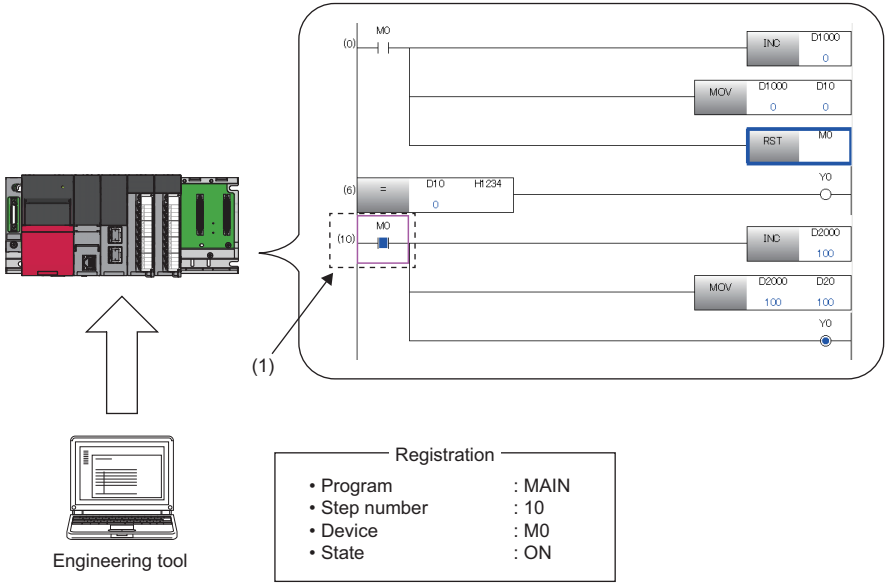 (0) M0 INC D1000
0
MOV D1000 D10
0 0
RST M0
(6) = D10 H1234 Y0
0
(10) M0 INC D2000
100
MOV D2000 D20
100 100
Y0
(1)
Engineering tool
Registration
• Program : MAIN
• Step number : 10
• Device : M0
• State : ON